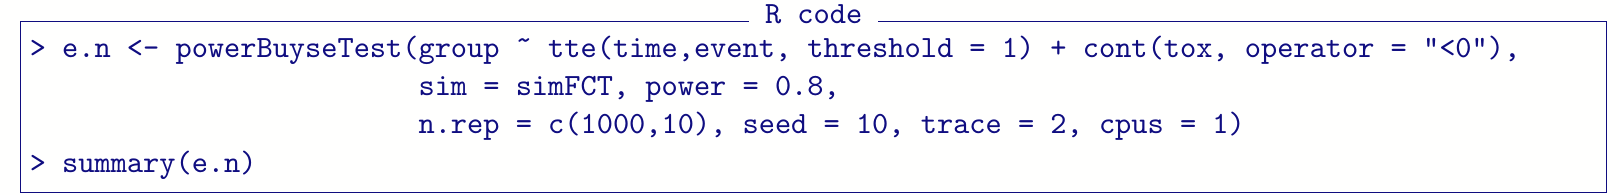 R code
> e.n <- powerBuyseTest(group ~ tte(time,event, threshold = 1) + cont(tox, operator = "<0"),
sim = simFCT, power = 0.8,
n.rep = c(1000,10), seed = 10, trace = 2, cpus = 1)
> summary(e.n)